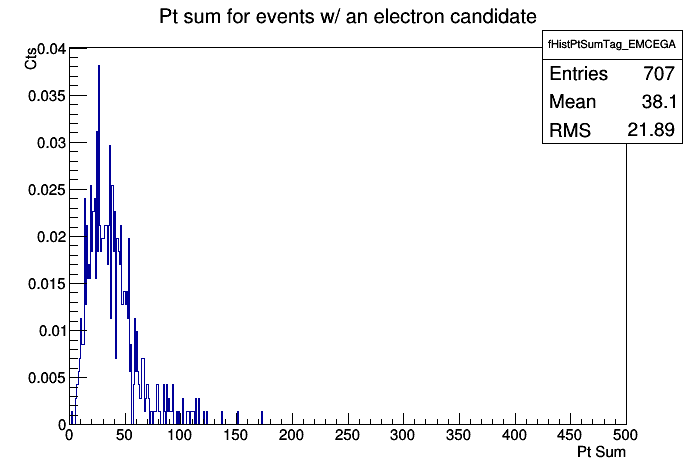 Pt sum for events w/ an electron candidate
fHistPtSumTag_EMCEGA
Entries 707
Mean 38.1
RMS 21.89
Cts
0.04
0.035
0.03
0.025
0.02
0.015
0.01
0.005
0
0 50 100 150 200 250 300 350 400 450 500
Pt Sum